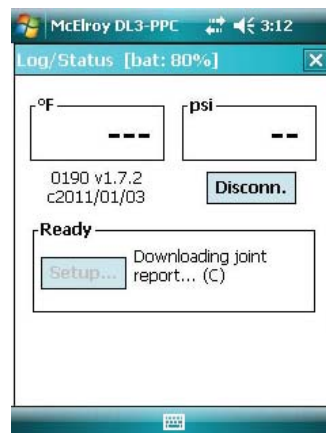 McElroy DL3-PPC 3:12
Log/Status [bat: 80%]
°F
psi
---
--
0190 v1.7.2
c2011/01/03
Disconn.
Ready
Setup...
Downloading joint
report... (C)